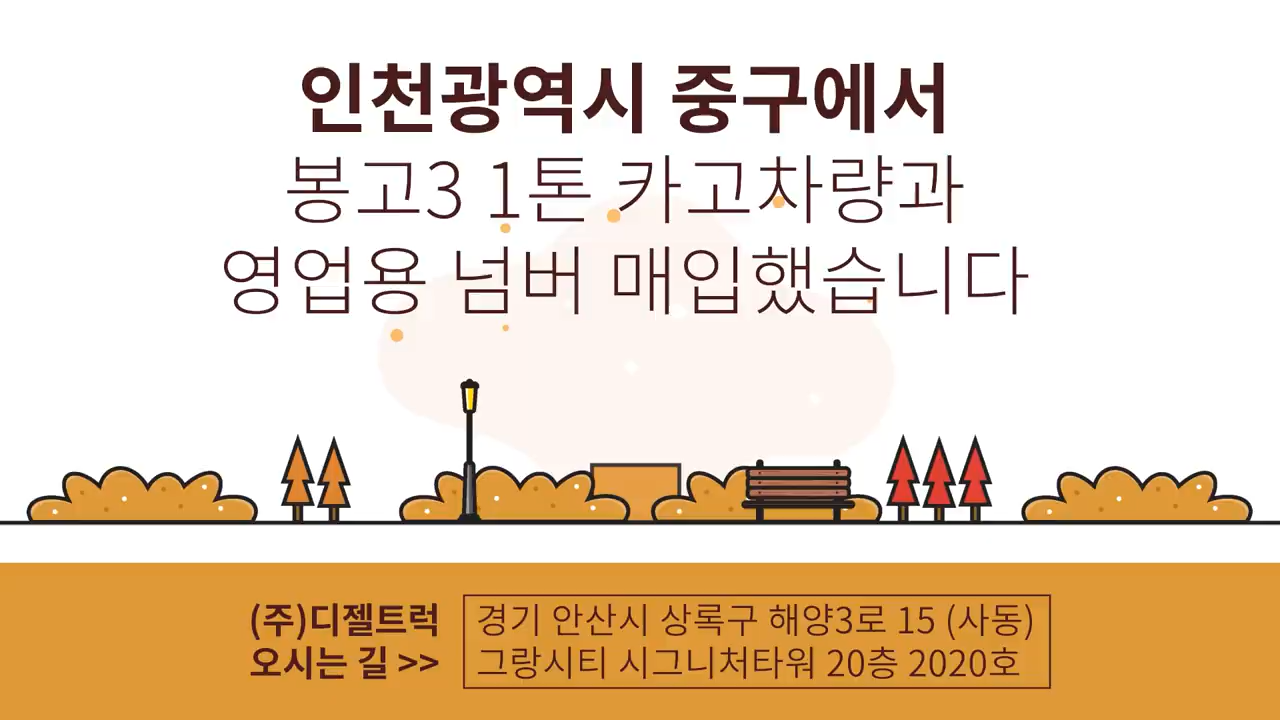 인천광역시 중구에서
봉고3 1톤 카고차량과
영업용 넘버 매입했습니다
(주)디젤트럭
오시는 길 >>
경기 안산시 상록구 해양3로 15 (사동)
그랑시티 시그니처타워 20층 2020호